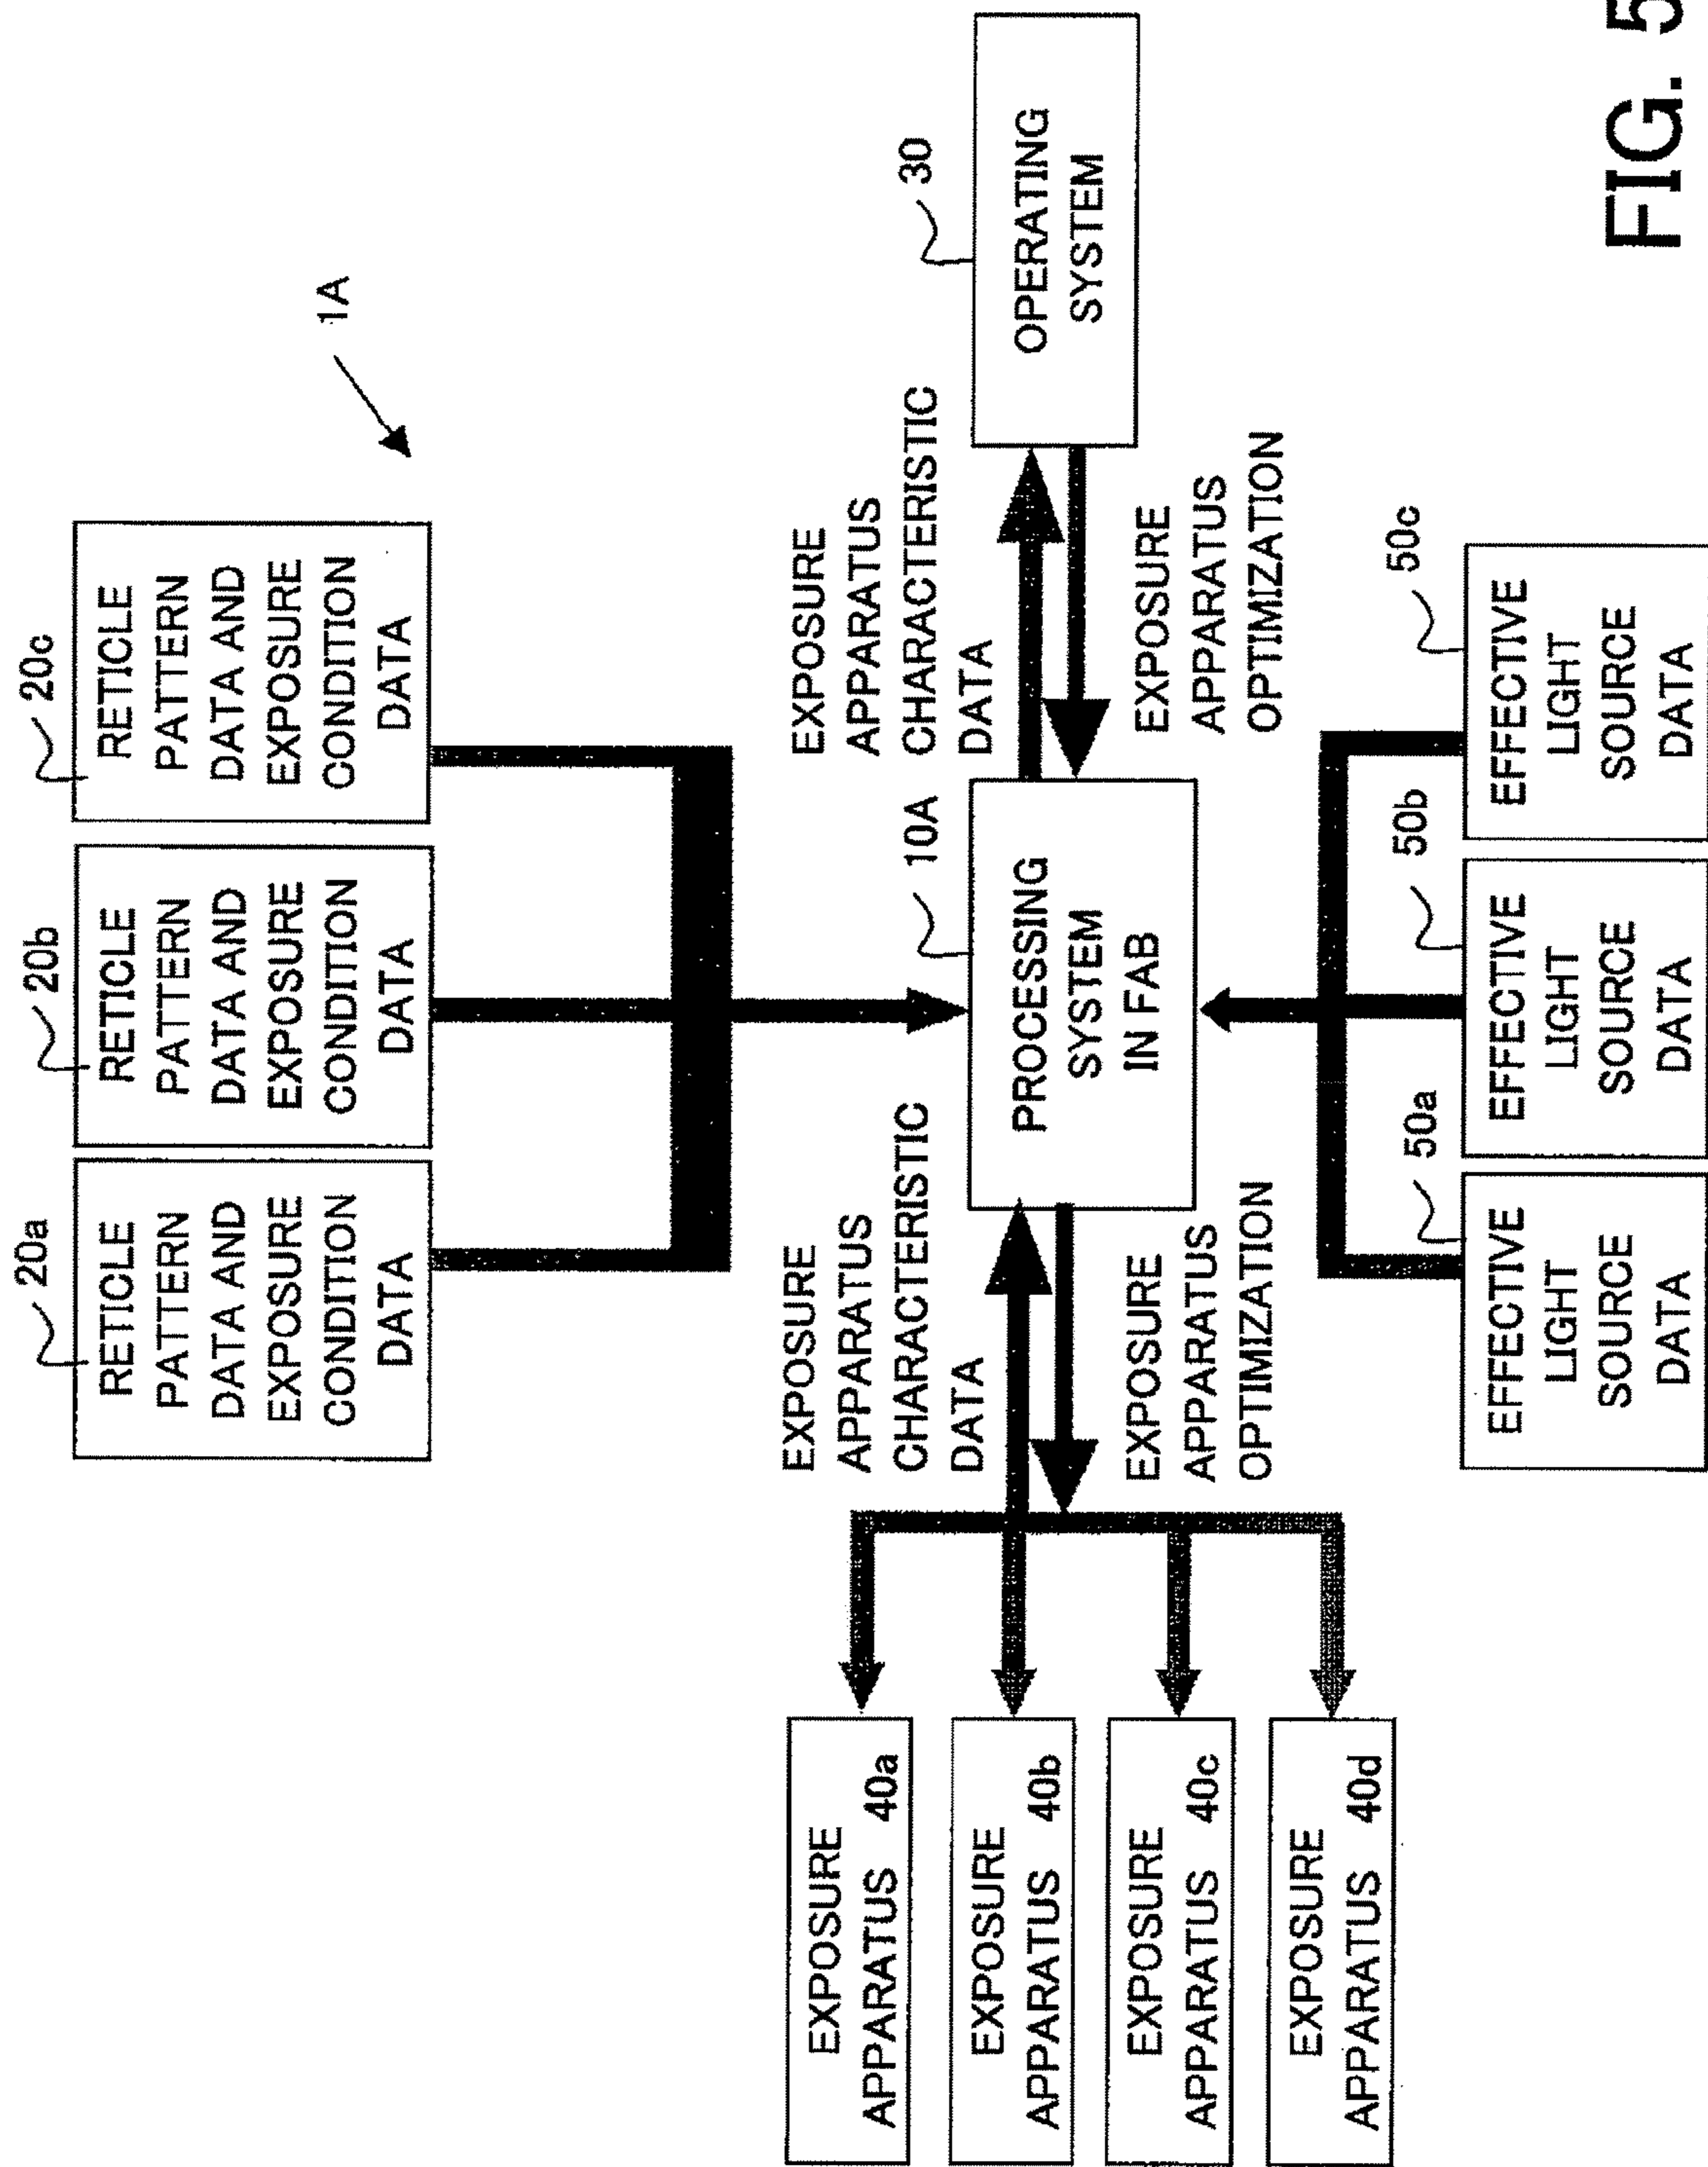 20a
RETICLE
PATTERN
DATA AND
EXPOSURE
CONDITION
DATA
20b
RETICLE
PATTERN
DATA AND
EXPOSURE
CONDITION
DATA
20c
RETICLE
PATTERN
DATA AND
EXPOSURE
CONDITION
DATA
1A
EXPOSURE
APPARATUS 40a
EXPOSURE
APPARATUS 40b
EXPOSURE
APPARATUS 40c
EXPOSURE
APPARATUS 40d
EXPOSURE
APPARATUS
CHARACTERISTIC
DATA
EXPOSURE
APPARATUS
OPTIMIZATION
10A
PROCESSING
SYSTEM
IN FAB
EXPOSURE
APPARATUS
CHARACTERISTIC
DATA
EXPOSURE
APPARATUS
OPTIMIZATION
30
OPERATING
SYSTEM
50a
EFFECTIVE
LIGHT
SOURCE
DATA
50b
EFFECTIVE
LIGHT
SOURCE
DATA
50c
EFFECTIVE
LIGHT
SOURCE
DATA
FIG. 5